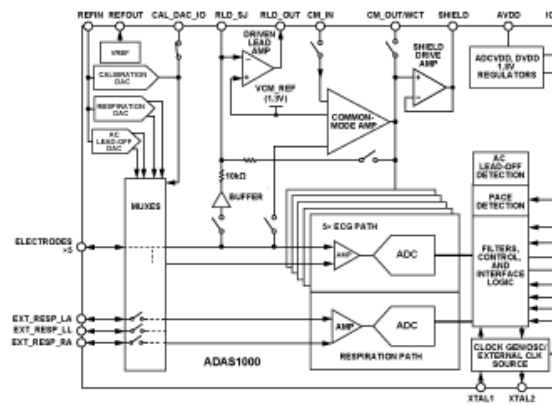 REFIN REFOUT CAL_DAC_IO RLD_SJ RLD_OUT CM_IN CM_OUT/WCT SHIELD AVDD
DRIVEN
LEAD
AMP
VREF
SHIELD
DRIVE
AMP
ADCVDD, DVDD
1.8V
REGULATORS
CALIBRATION
DAC
VCM_REF
(1.3V)
RESPIRATION
DAC
COMMON-
MODE AMP
AC
LEAD-OFF
DAC
AC
LEAD-OFF
DETECTION
10kΩ
MUXES
BUFFER
PACE
DETECTION
5× ECG PATH
ELECTRODES
×5
AMP
ADC
FILTERS,
CONTROL,
AND
INTERFACE
LOGIC
EXT_RESP_LA
EXT_RESP_LL
EXT_RESP_RA
AMP
ADC
ADAS1000
RESPIRATION PATH
CLOCK GEN/OSC/
EXTERNAL CLK
SOURCE
XTAL1 XTAL2